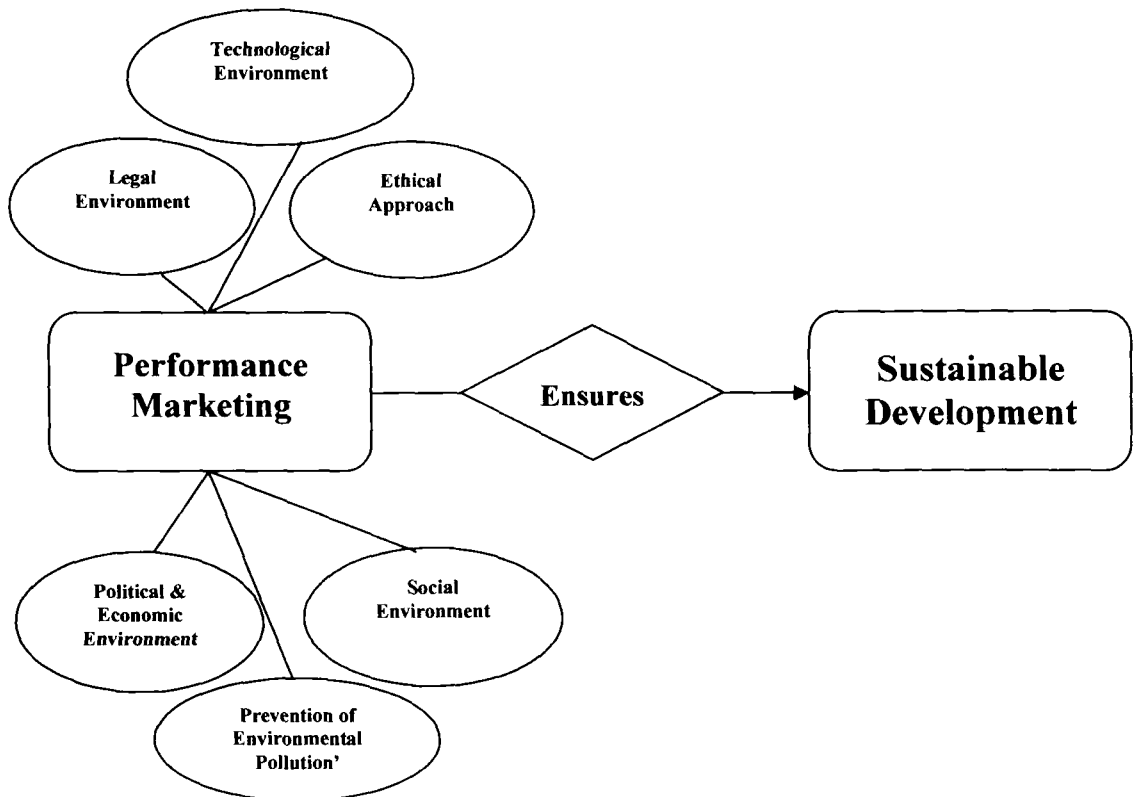 Technological
Environment
Legal
Environment
Ethical
Approach
Performance
Marketing
Ensures
Sustainable
Development
Political &
Economic
Environment
Social
Environment
Prevention of
Environmental
Pollution’